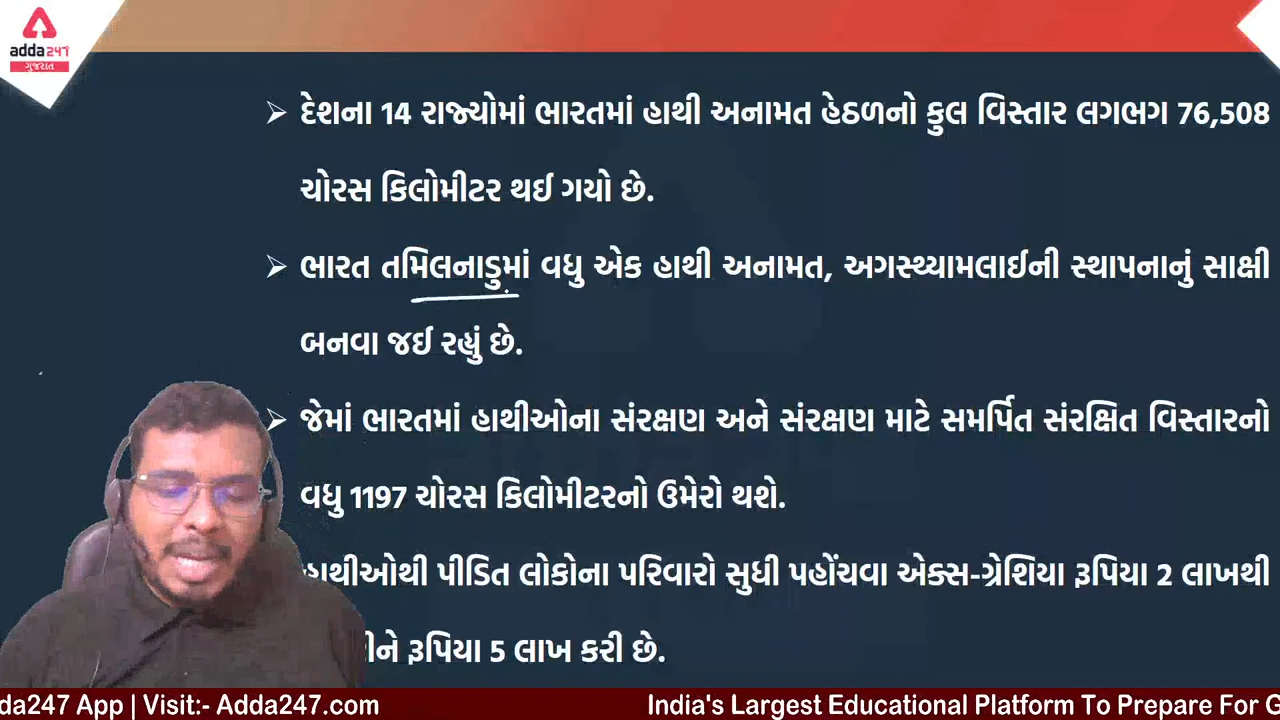 adda247
ગુજરાત
➢ દેશના 14 રાજ્યોમાં ભારતમાં હાથી અનામત હેઠળનો કુલ વિસ્તાર લગભગ 76,508
ચોરસ કિલોમીટર થઈ ગયો છે.
➢ ભારત તમિલનાડુમાં વધુ એક હાથી અનામત, અગસ્થ્યામલાઈની સ્થાપનાનું સાક્ષી
બનવા જઈ રહ્યું છે.
➢ જેમાં ભારતમાં હાથીઓના સંરક્ષણ અને સંરક્ષણ માટે સમર્પિત સંરક્ષિત વિસ્તારનો
વધુ 1197 ચોરસ કિલોમીટરનો ઉમેરો થશે.
હાથીઓથી પીડિત લોકોના પરિવારો સુધી પહોંચવા એક્સ-ગ્રેશિયા રૂપિયા 2 લાખથી
રૂપિયા 5 લાખ કરી છે.
da247 App | Visit:- Adda247.com India's Largest Educational Platform To Prepare For G